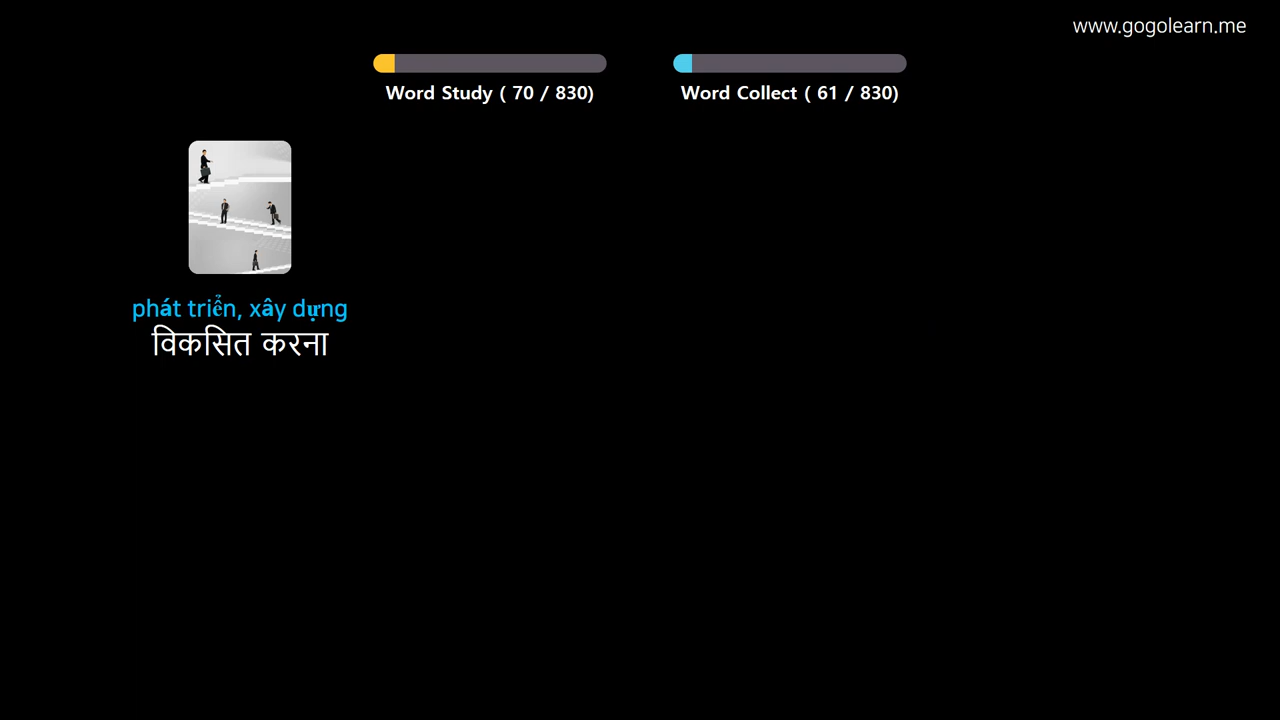 www.gogolearn.me
Word Study ( 70 / 830)
Word Collect ( 61 / 830)
phát triển, xây dựng
विकसित करना